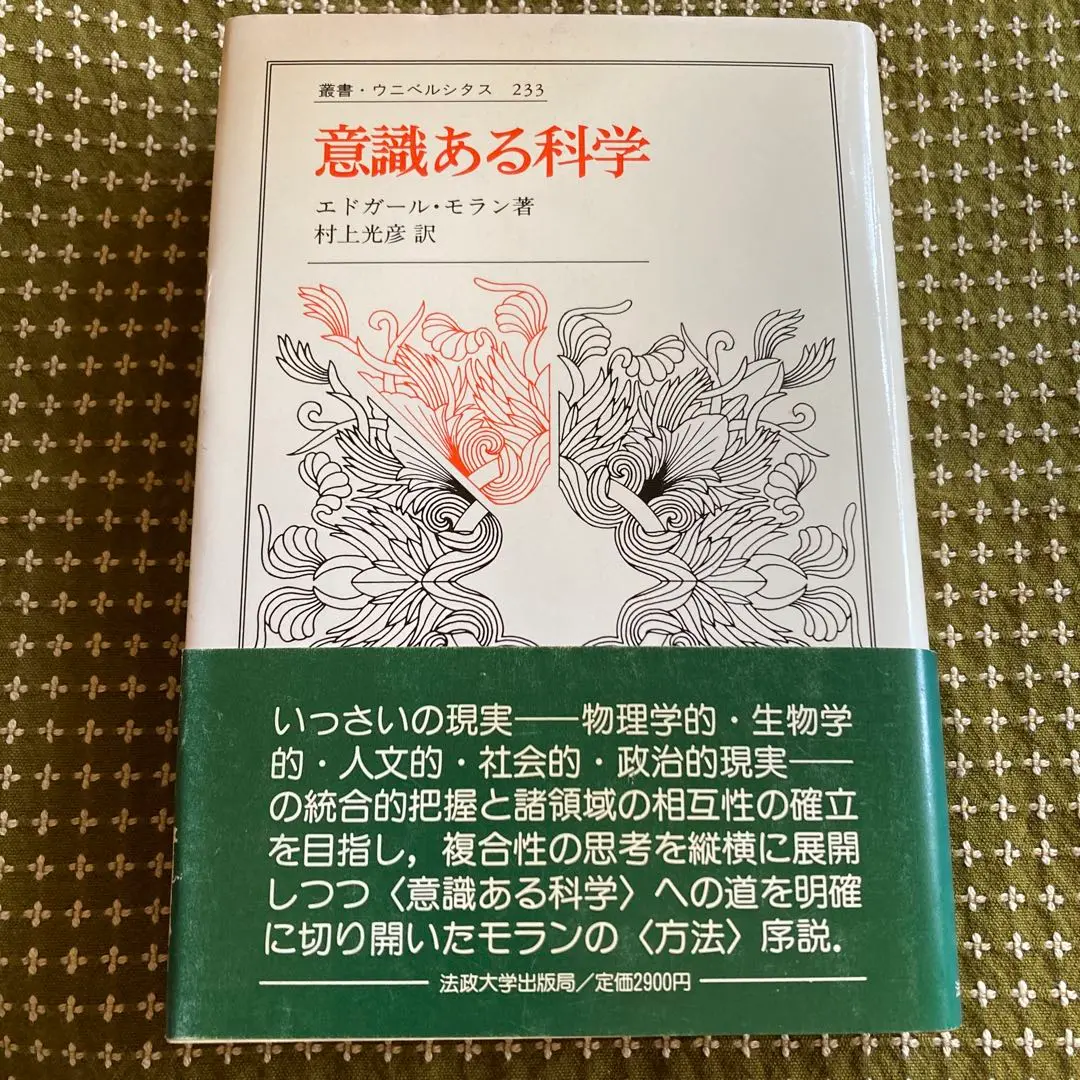 叢書・ウニベルシタス 233
意識ある科学
エドガール・モラン著
村上光彦 訳
いっさいの現実――物理学的・生物学
的・人文的・社会的・政治的現実――
の統合的把握と諸領域の相互性の確立
を目指し，複合性の思考を縦横に展開
しつつ〈意識ある科学〉への道を明確
に切り開いたモランの〈方法〉序説．
法政大学出版局／定価2900円